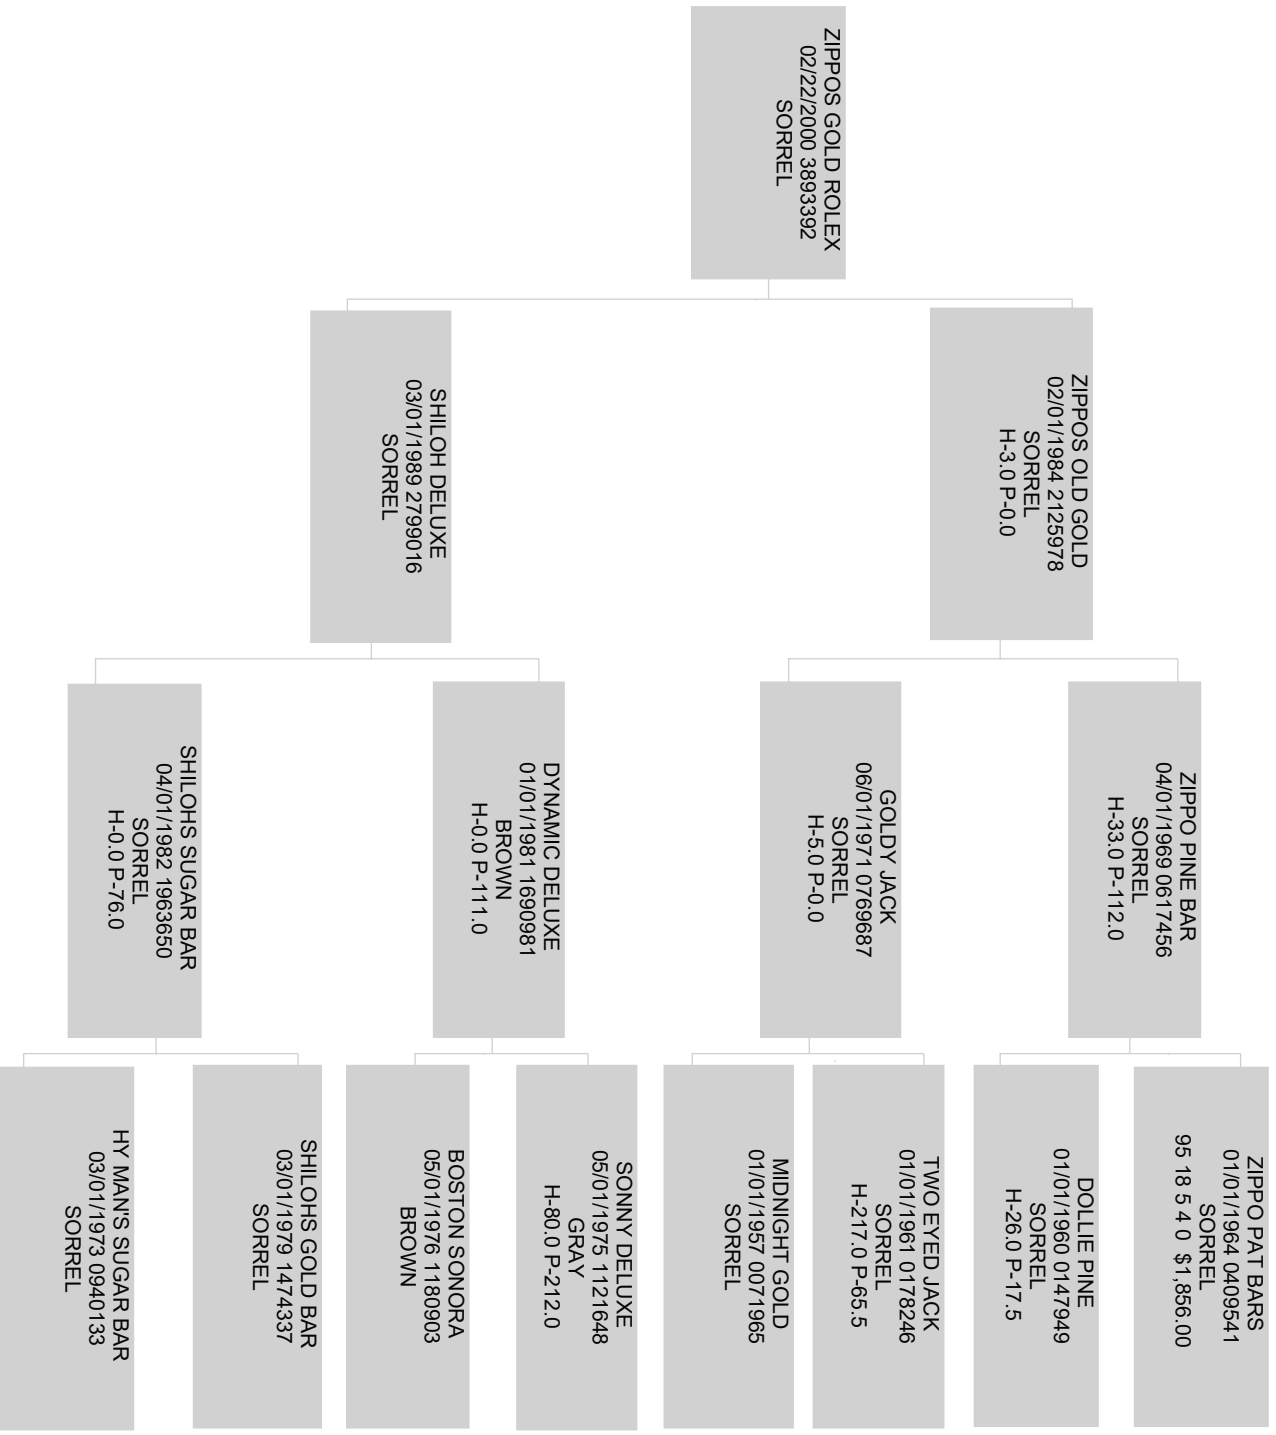 ZIPPOS GOLD ROLEX
02/22/2000 3893392
SORREL
ZIPPOS OLD GOLD
02/01/1984 2125978
SORREL
H-3.0 P-0.0
SHILOH DELUXE
03/01/1989 2799016
SORREL
ZIPPO PINE BAR
04/01/1969 0617456
SORREL
H-33.0 P-112.0
GOLDY JACK
06/01/1971 0769687
SORREL
H-5.0 P-0.0
DYNAMIC DELUXE
01/01/1981 1690981
BROWN
H-0.0 P-111.0
SHILOHS SUGAR BAR
04/01/1982 1963650
SORREL
H-0.0 P-76.0
ZIPPO PAT BARS
01/01/1964 0409541
SORREL
95 18 5 4 0 $1,856.00
DOLLIE PINE
01/01/1960 0147949
SORREL
H-26.0 P-17.5
TWO EYED JACK
01/01/1961 0178246
SORREL
H-217.0 P-65.5
MIDNIGHT GOLD
01/01/1957 0071965
SORREL
SONNY DELUXE
05/01/1975 1121648
GRAY
H-80.0 P-212.0
BOSTON SONORA
05/01/1976 1180903
BROWN
SHILOHS GOLD BAR
03/01/1979 1474337
SORREL
HY MAN'S SUGAR BAR
03/01/1973 0940133
SORREL